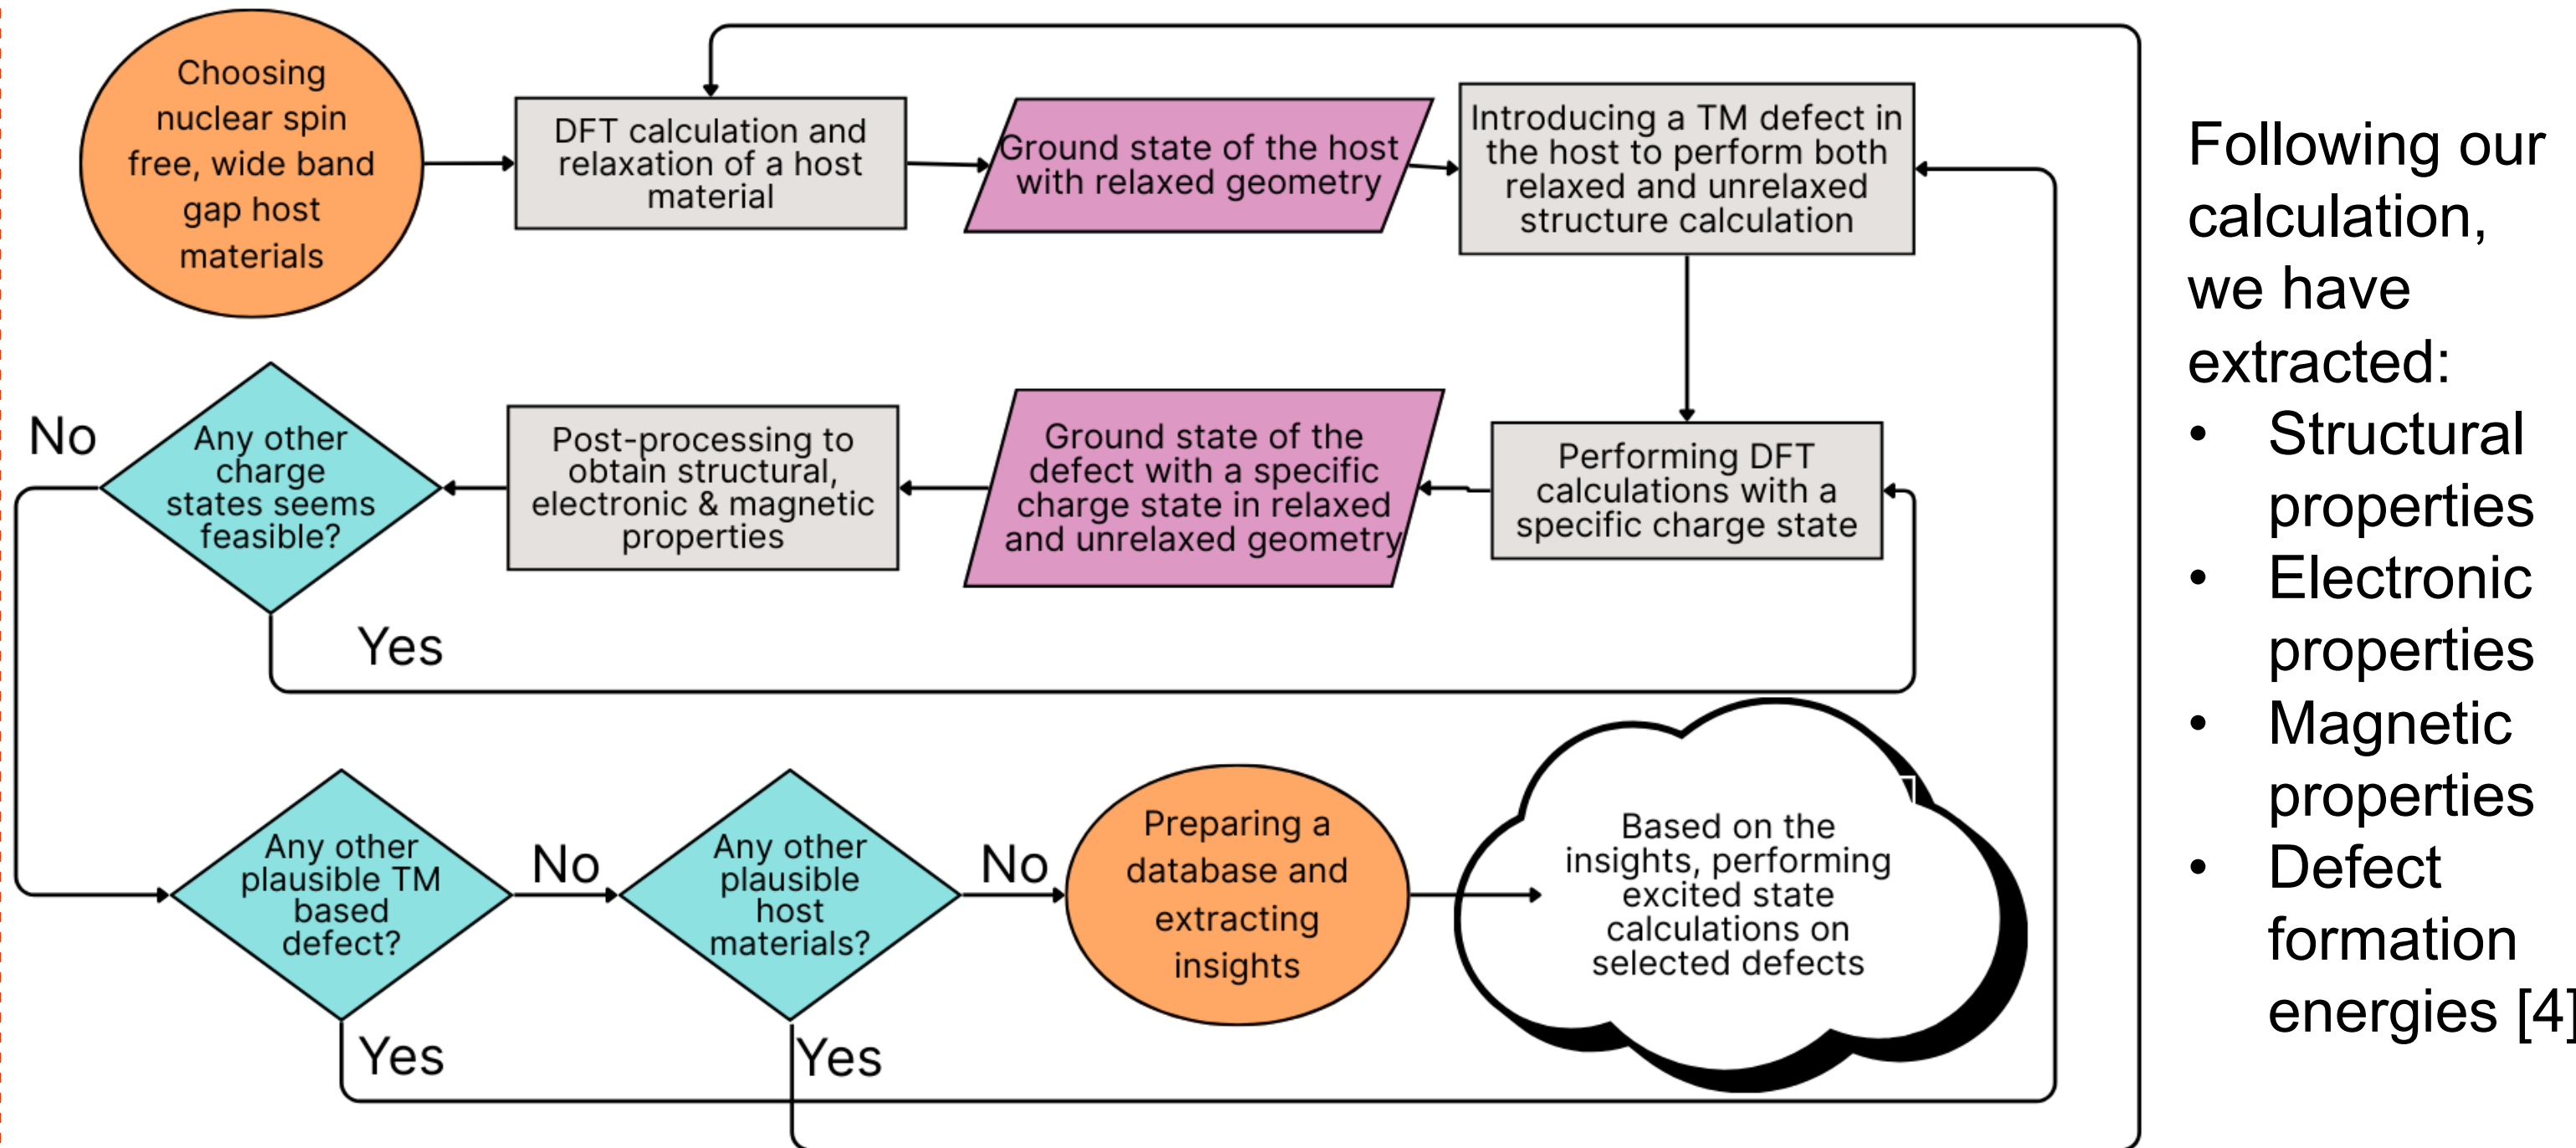 Choosing
nuclear spin
free, wide band
gap host
materials
DFT calculation and
relaxation of a host
material
Ground state of the host
with relaxed geometry
Introducing a TM defect in
the host to perform both
relaxed and unrelaxed
structure calculation
Performing DFT
calculations with a
specific charge state
Ground state of the
defect with a specific
charge state in relaxed
and unrelaxed geometry
Post-processing to
obtain structural,
electronic & magnetic
properties
Any other
charge
states seems
feasible?
No
Yes
Any other
plausible TM
based
defect?
No
Yes
Any other
plausible
host
materials?
No
Yes
Preparing a
database and
extracting
insights
Based on the
insights, performing
excited state
calculations on
selected defects
Following our
calculation,
we have
extracted:
• Structural
properties
• Electronic
properties
• Magnetic
properties
• Defect
formation
energies [4]